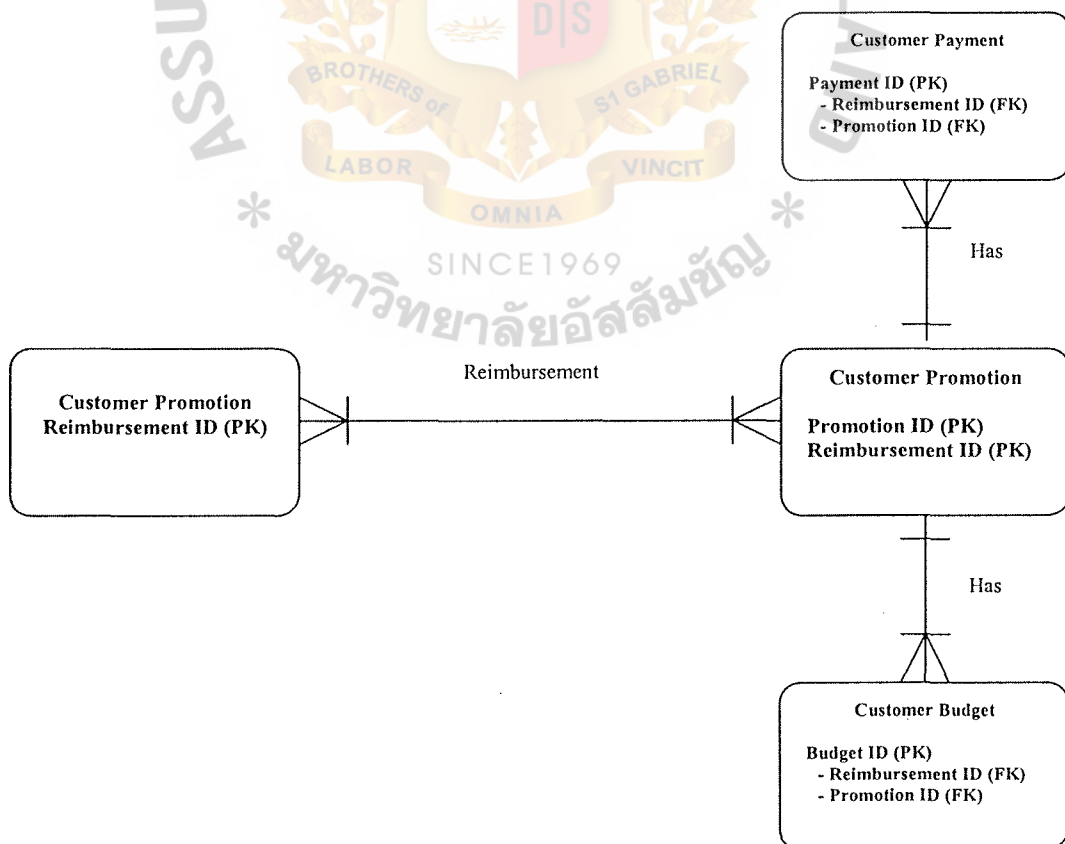 Customer Payment
Payment ID (PK)
- Reimbursement ID (FK)
- Promotion ID (FK)
D S
BROTHERS of
ST GABRIEL
LABOR
VINCIT
OMNIA
SINCE1969
มหาวิทยาลัยอัสสัมชัญ
Has
Reimbursement
Customer Promotion
Reimbursement ID (PK)
Customer Promotion
Promotion ID (PK)
Reimbursement ID (PK)
Has
Customer Budget
Budget ID (PK)
- Reimbursement ID (FK)
- Promotion ID (FK)